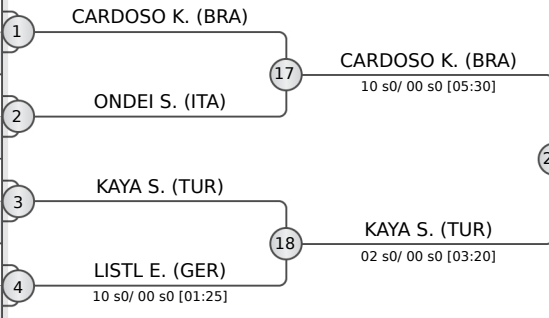 CARDOSO K. (BRA)
1
17
CARDOSO K. (BRA)
10 s0/ 00 s0 [05:30]
ONDEI S. (ITA)
2
KAYA S. (TUR)
3
18
KAYA S. (TUR)
02 s0/ 00 s0 [03:20]
LISTL E. (GER)
4
10 s0/ 00 s0 [01:25]